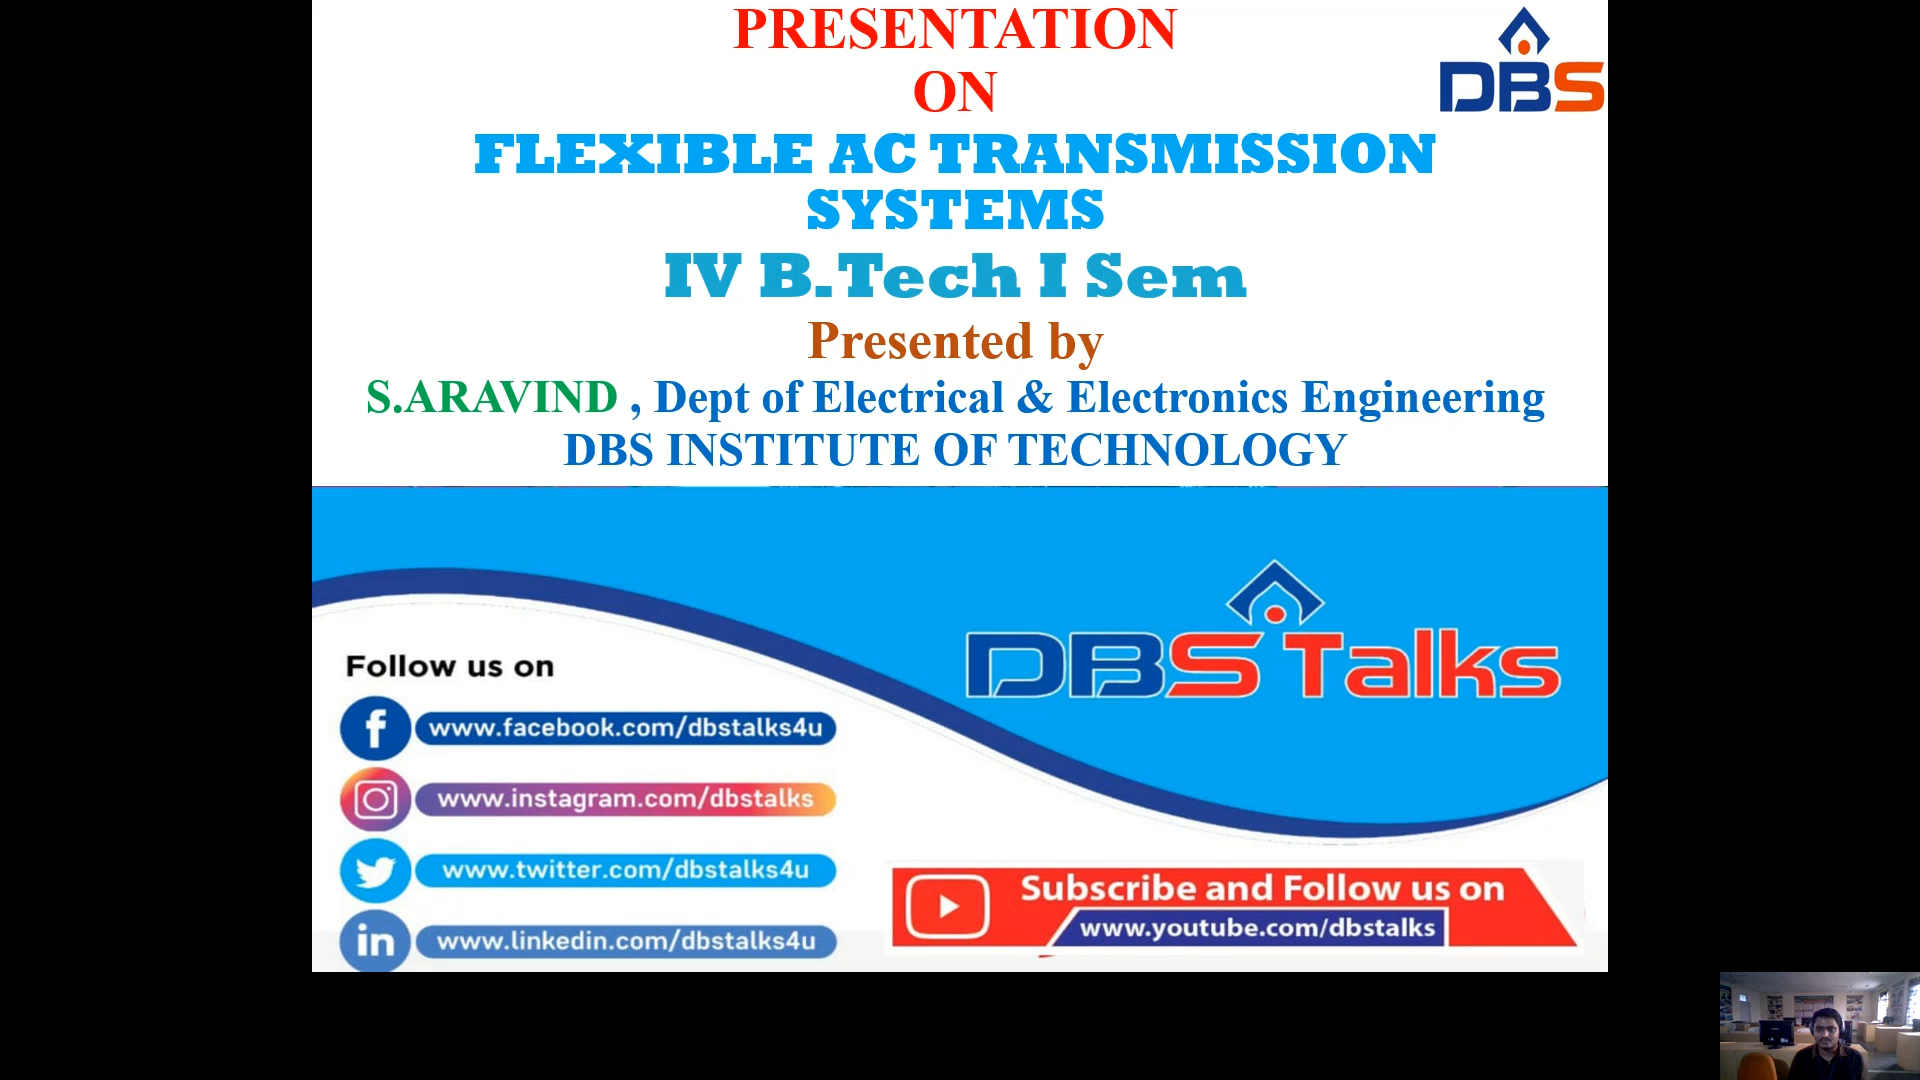 PRESENTATION
ON
DBS
FLEXIBLE AC TRANSMISSION
SYSTEMS
IV B.Tech I Sem
Presented by
S.ARAVIND , Dept of Electrical & Electronics Engineering
DBS INSTITUTE OF TECHNOLOGY
DBS Talks
Follow us on
www.facebook.com/dbstalks4u
www.instagram.com/dbstalks
www.twitter.com/dbstalks4u
in www.linkedin.com/dbstalks4u
Subscribe and Follow us on
www.youtube.com/dbstalks